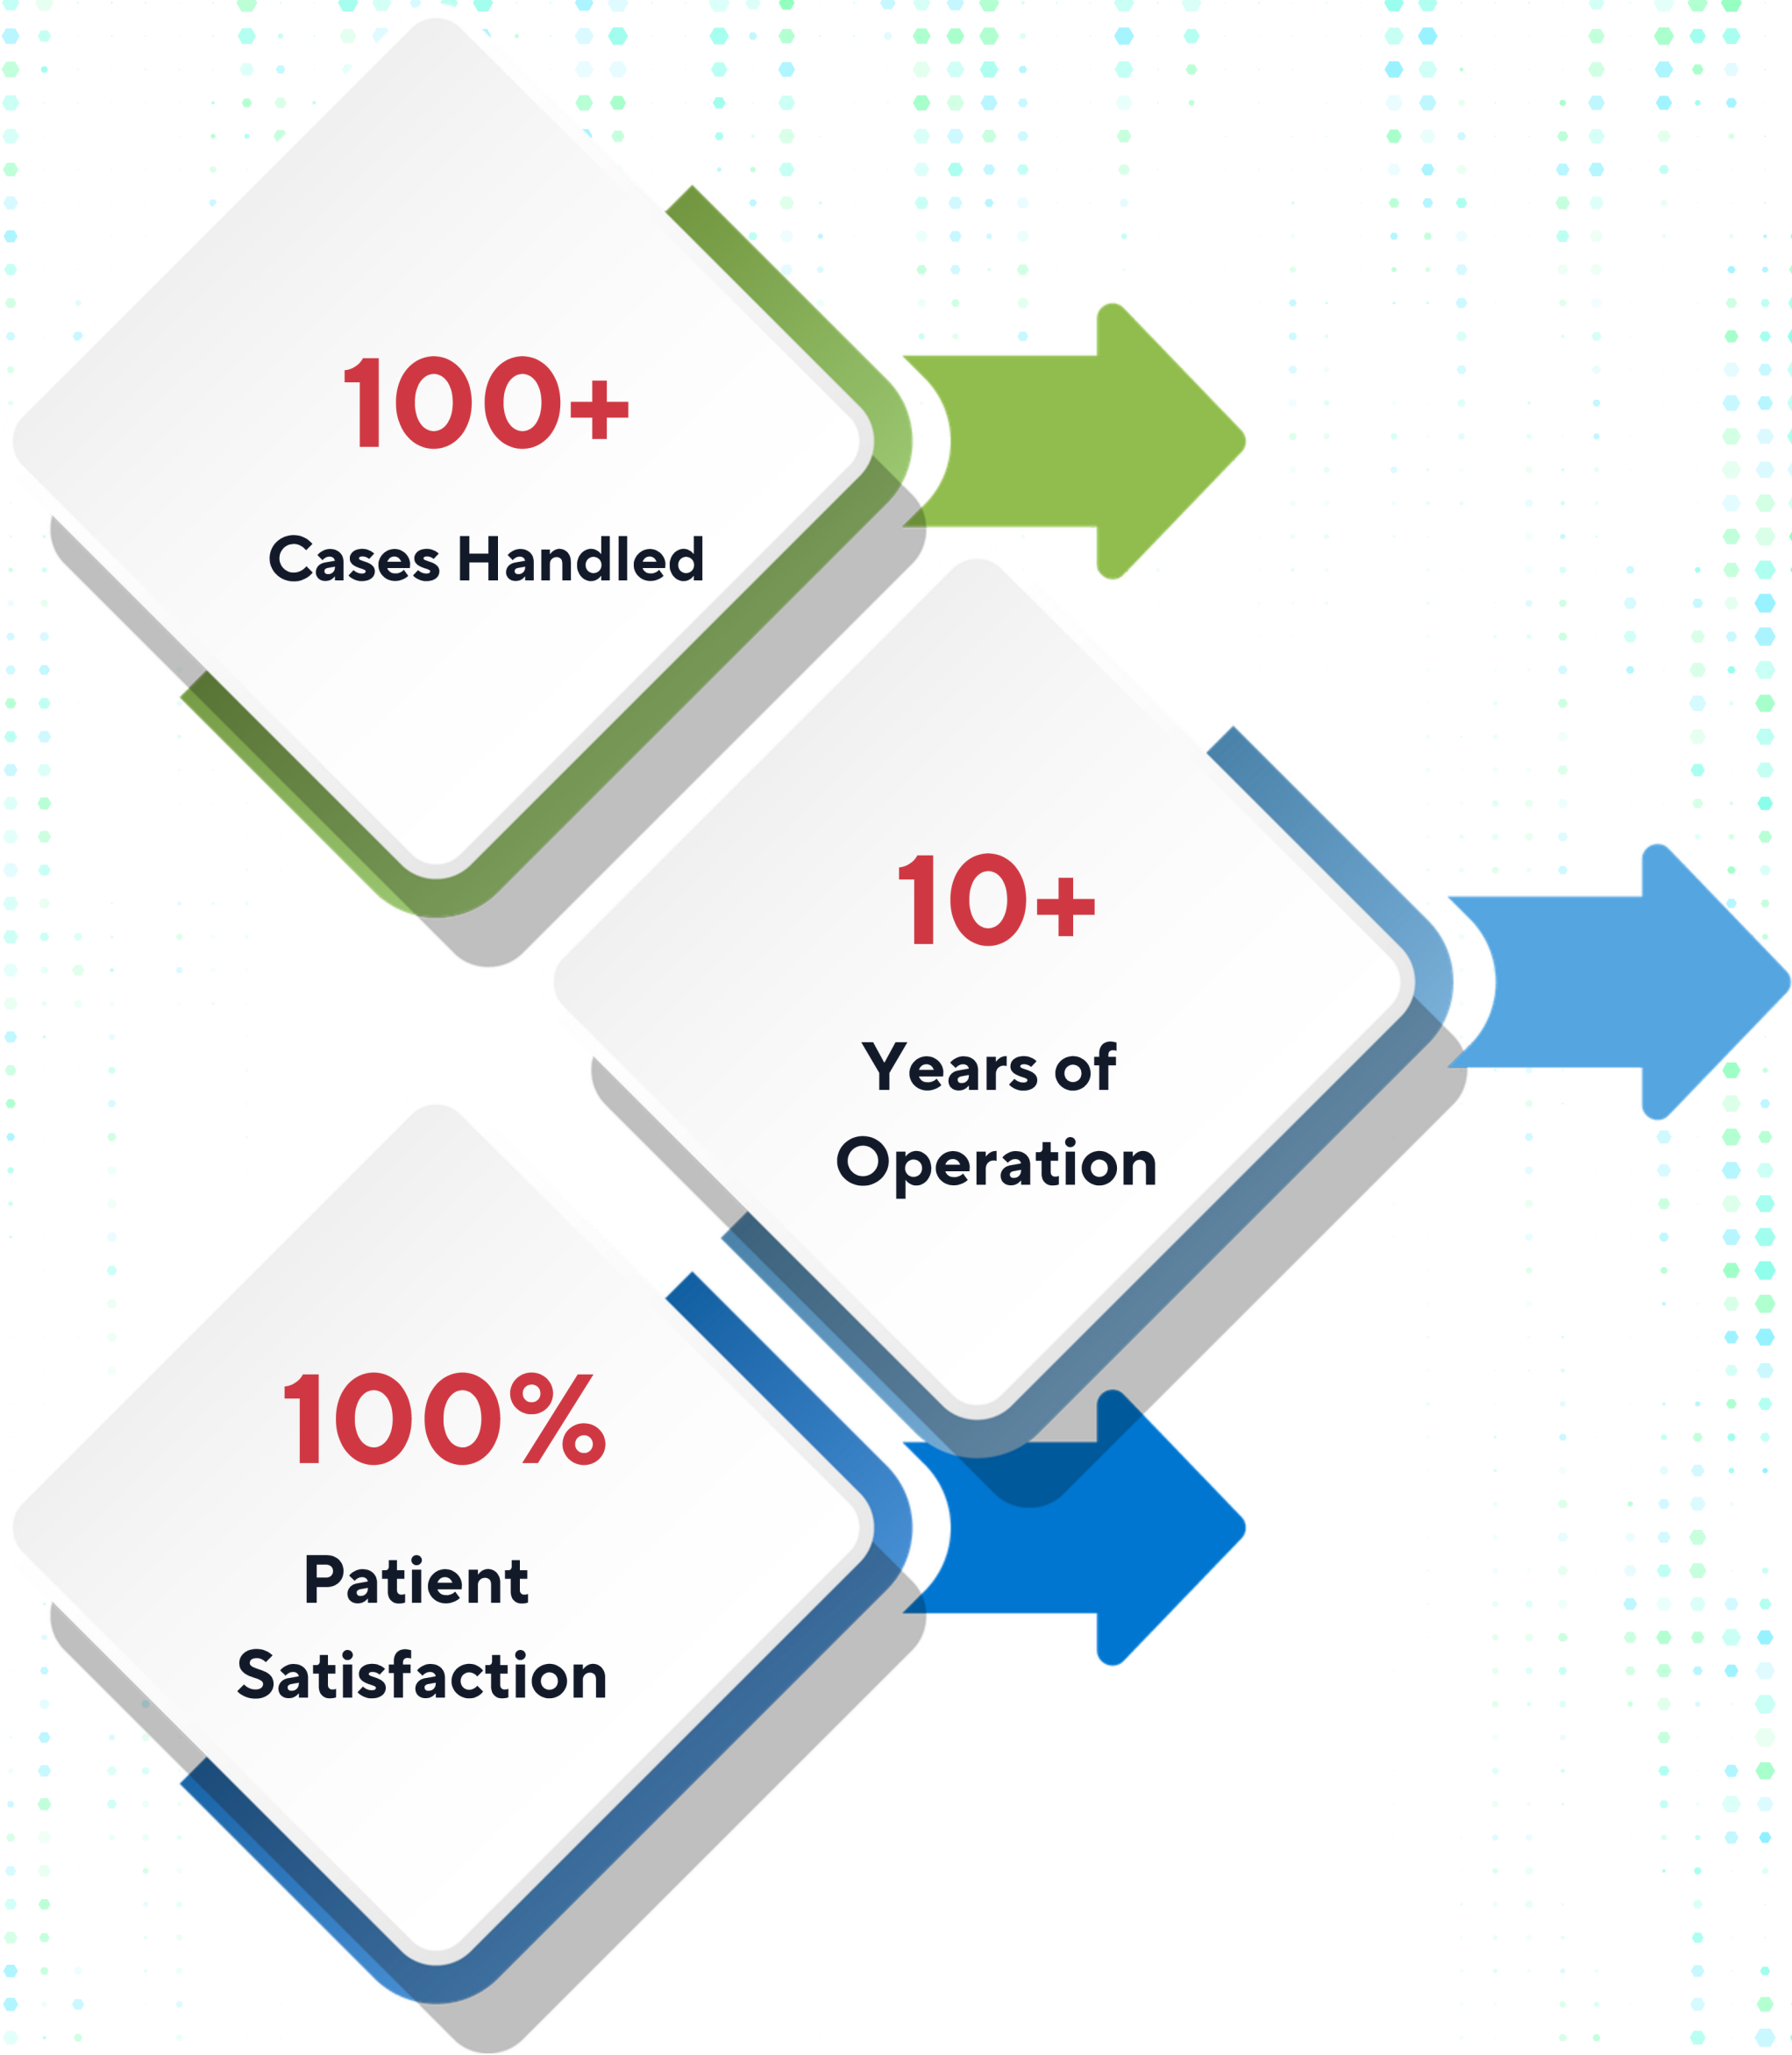 100+
Cases Handled
10+
Years of
Operation
100%
Patient
Satisfaction